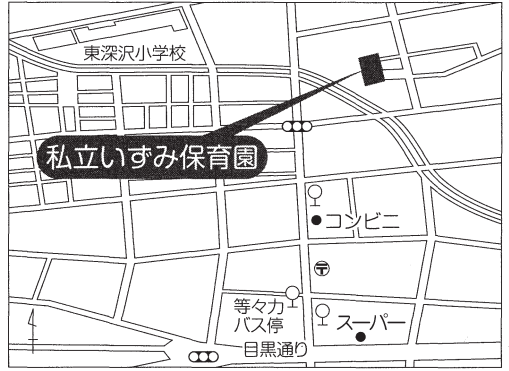 東深沢小学校
私立いずみ保育園
コンビニ
〒
等々力
バス停
スーパー
目黒通り